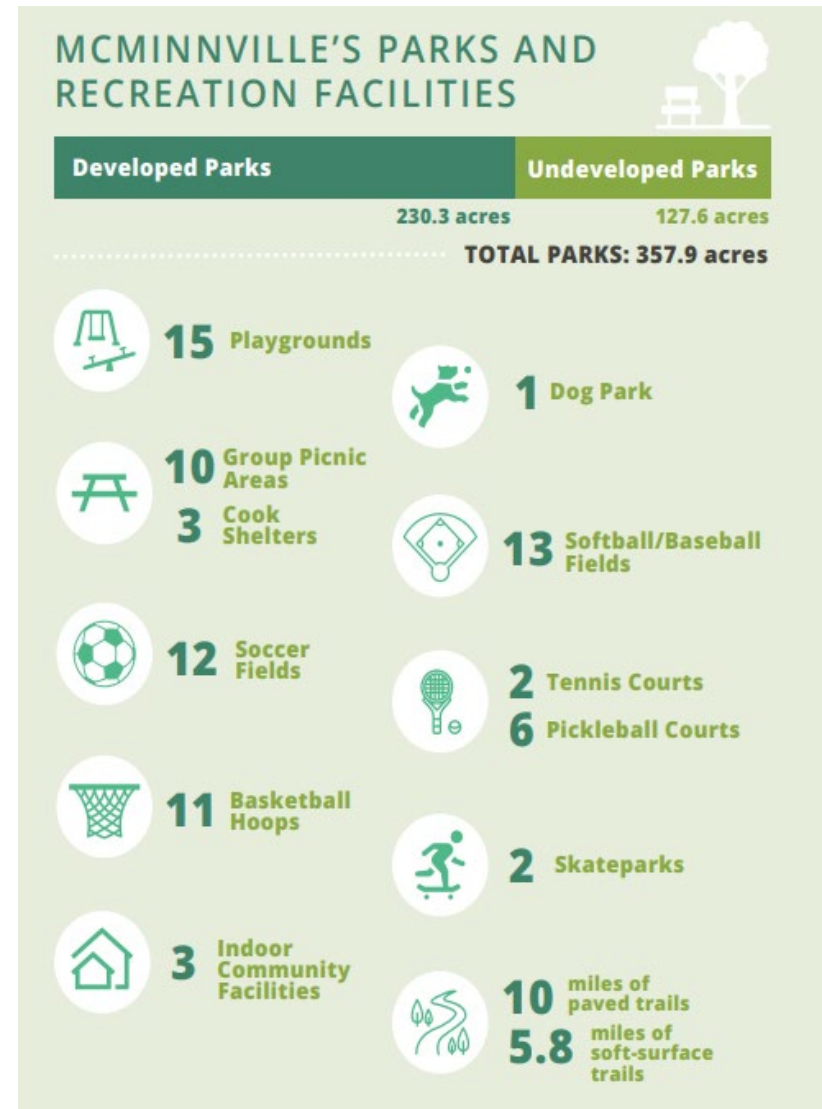 MCMINNVILLE'S PARKS AND
RECREATION FACILITIES
Developed Parks
Undeveloped Parks
230.3 acres
127.6 acres
TOTAL PARKS: 357.9 acres
15 Playgrounds
1 Dog Park
10 Group Picnic
Areas
3 Cook
Shelters
13 Softball/Baseball
Fields
12 Soccer
Fields
2 Tennis Courts
6 Pickleball Courts
11 Basketball
Hoops
2 Skateparks
3 Indoor
Community
Facilities
10 miles of
paved trails
5.8 miles of
soft-surface
trails